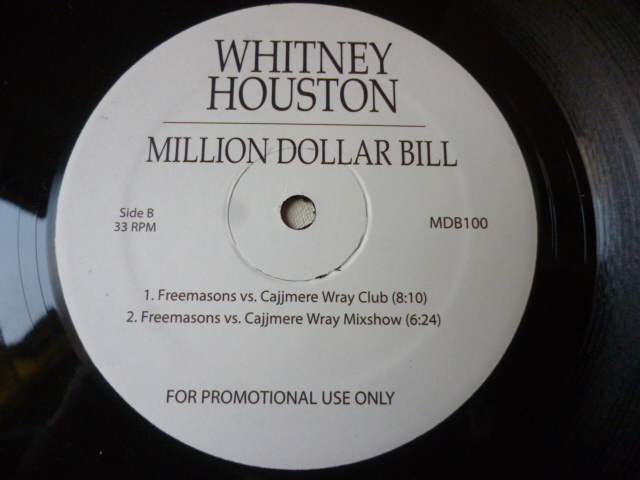 WHITNEY
HOUSTON
MILLION DOLLAR BILL
Side B
33 RPM
MDB100
1. Freemasons vs. Cajjmere Wray Club (8:10)
2. Freemasons vs. Cajjmere Wray Mixshow (6:24)
FOR PROMOTIONAL USE ONLY